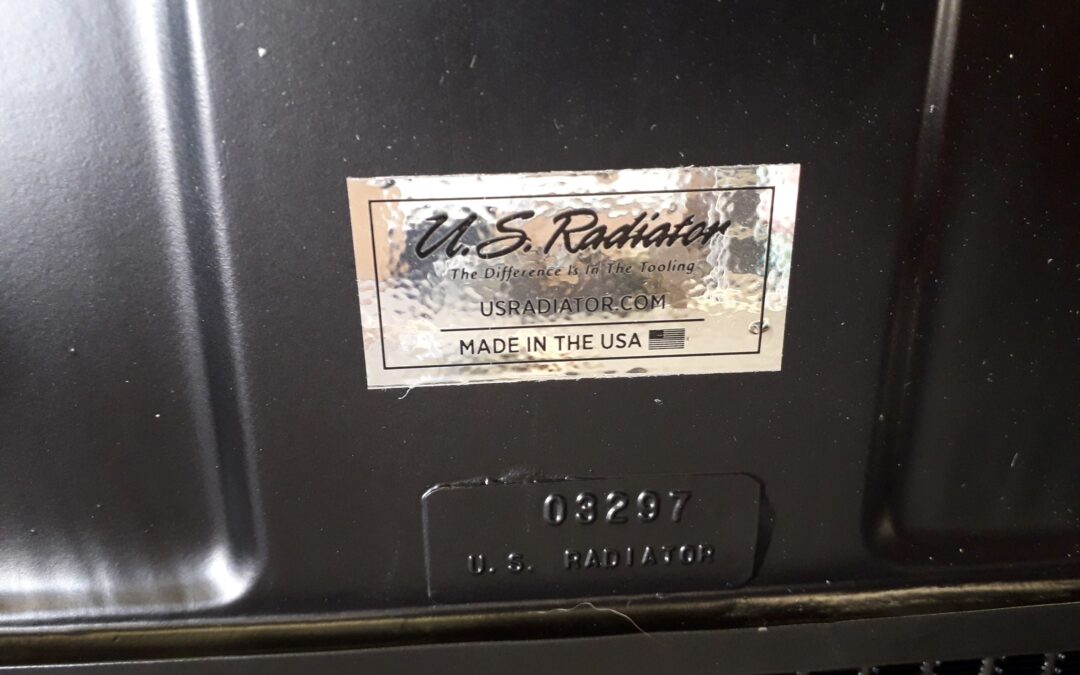 U.S. Radiator
The Difference Is In The Tooling
USRADIATOR.COM
MADE IN THE USA
03297
U.S. RADIATOR